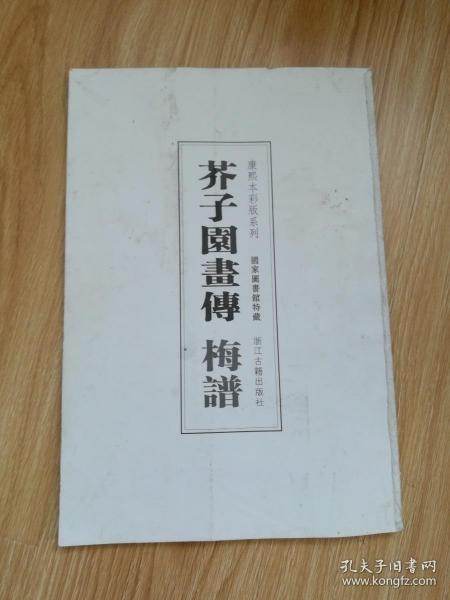 康熙本彩版系列
國家圖書館特藏
浙江古籍出版社
芥子園畫傳 梅譜
孔夫子旧书网
www.kongfz.com